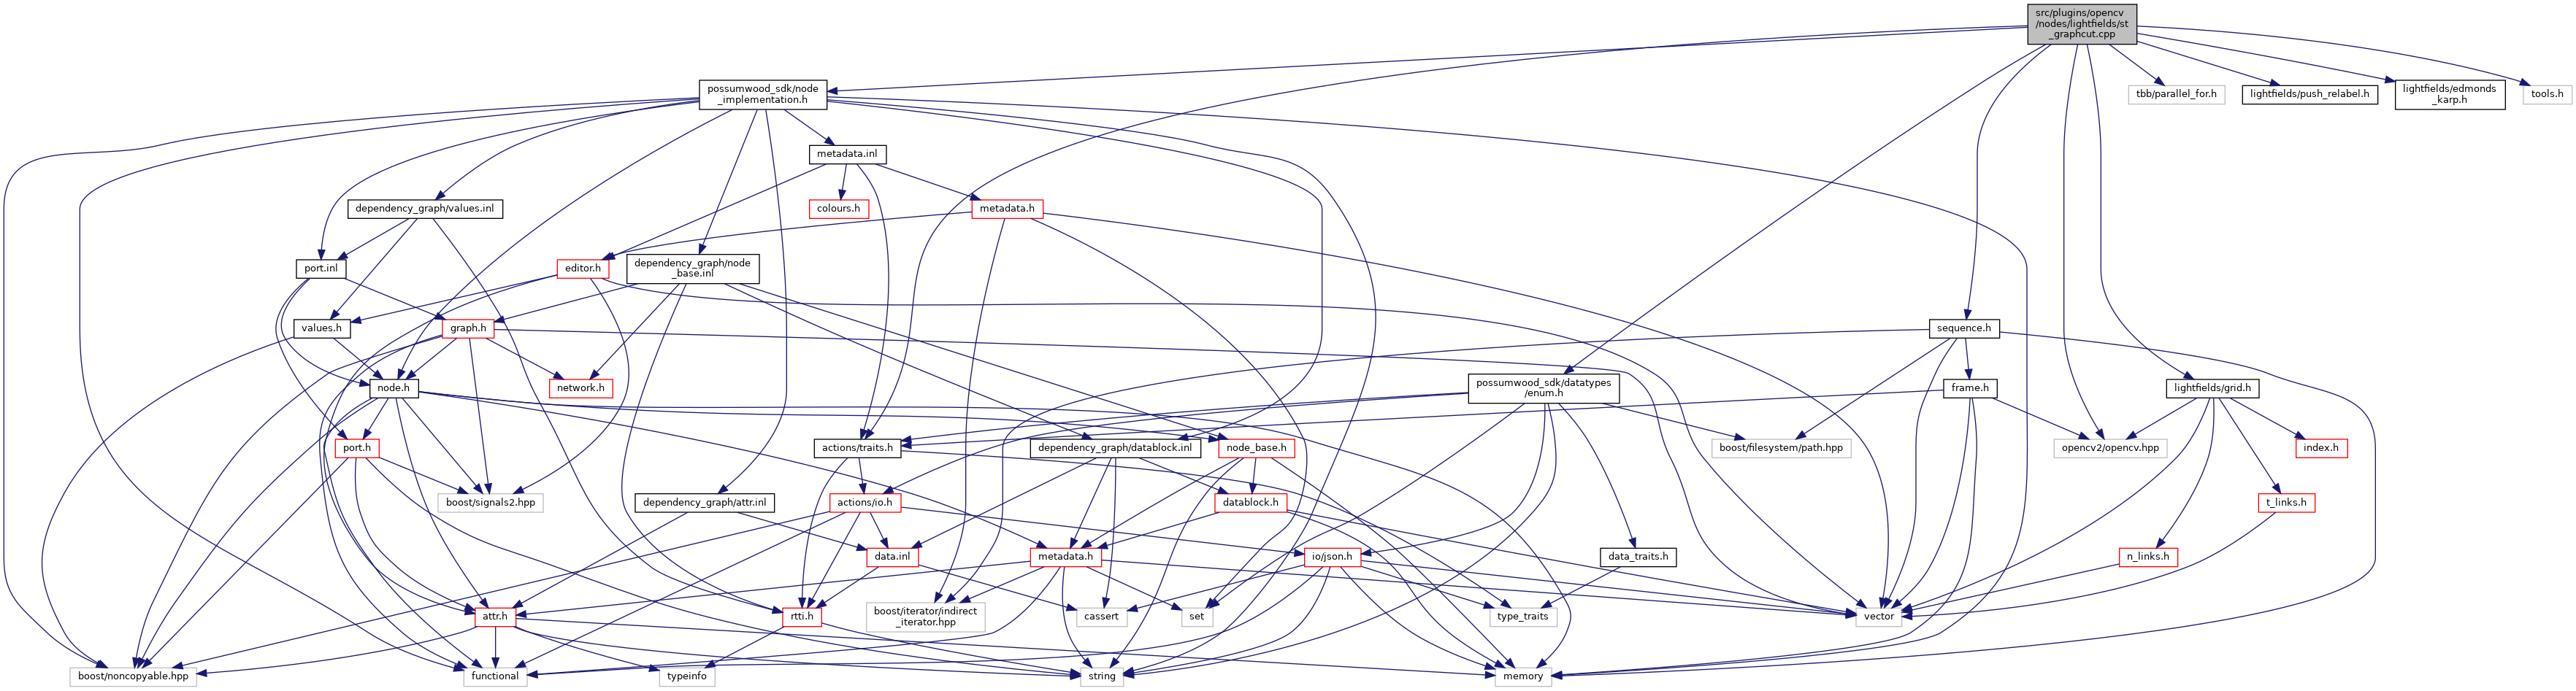 src/plugins/opencv
/nodes/lightfields/st
_graphcut.cpp
possumwood_sdk/node
_implementation.h
tbb/parallel_for.h
lightfields/push_relabel.h
lightfields/edmonds
_karp.h
tools.h
metadata.inl
dependency_graph/values.inl
colours.h
metadata.h
port.inl
editor.h
dependency_graph/node
_base.inl
values.h
graph.h
sequence.h
node.h
network.h
possumwood_sdk/datatypes
/enum.h
frame.h
lightfields/grid.h
port.h
actions/traits.h
dependency_graph/datablock.inl
node_base.h
boost/filesystem/path.hpp
opencv2/opencv.hpp
index.h
boost/signals2.hpp
dependency_graph/attr.inl
actions/io.h
datablock.h
t_links.h
data.inl
metadata.h
io/json.h
data_traits.h
n_links.h
attr.h
rtti.h
boost/iterator/indirect
_iterator.hpp
cassert
set
type_traits
vector
boost/noncopyable.hpp
functional
typeinfo
string
memory